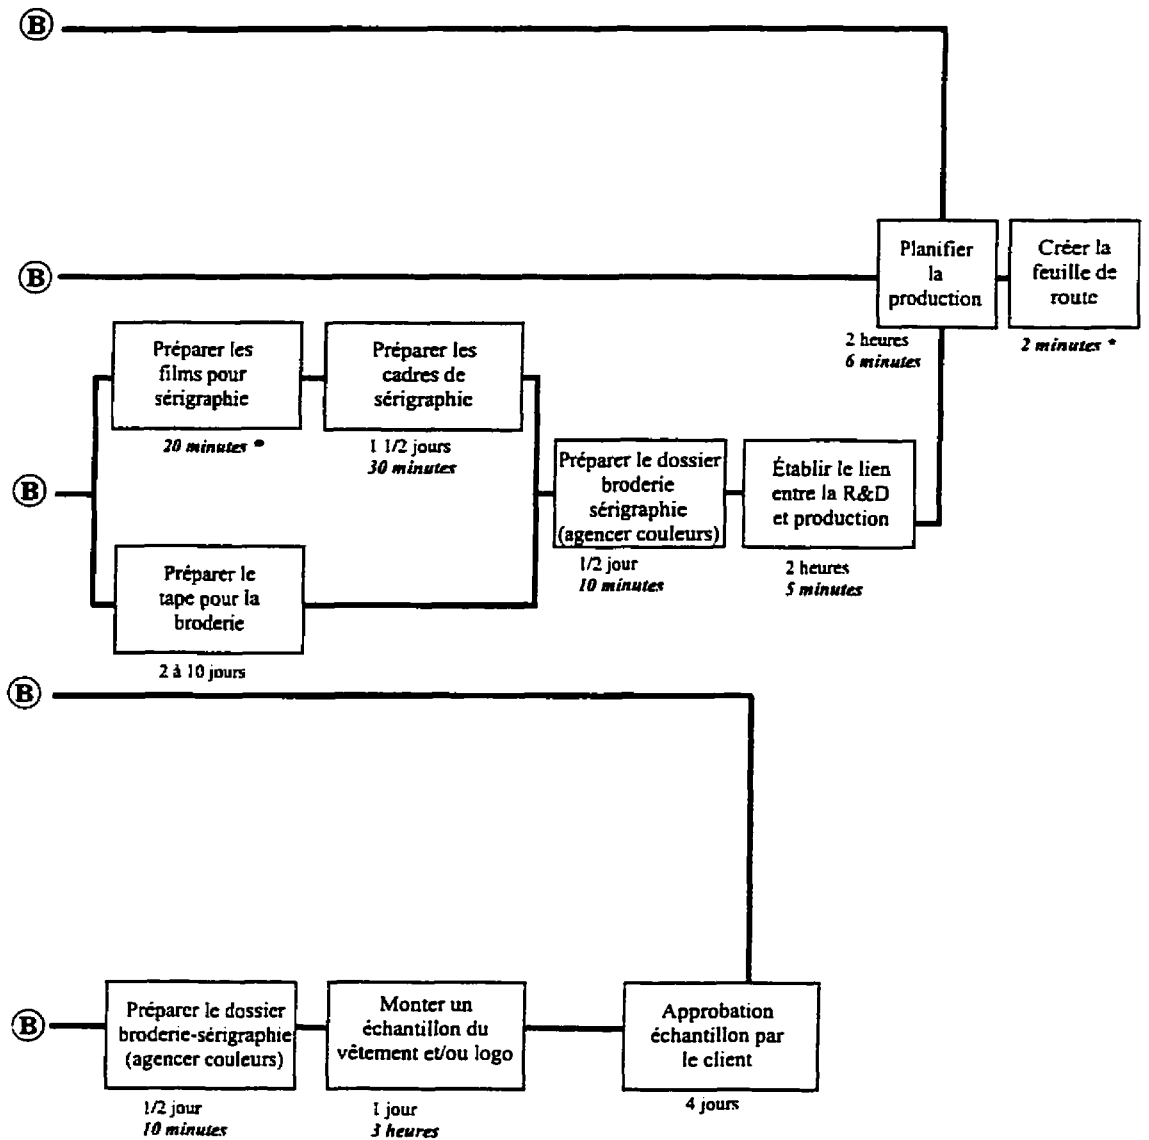 B
B
Planifier
la
production
Créer la
feuille de
route
2 heures
6 minutes
2 minutes *
Préparer les
films pour
sérigraphie
Préparer les
cadres de
sérigraphie
20 minutes *
1 1/2 jours
30 minutes
B
Préparer le dossier
broderie
sérigraphie
(agencer couleurs)
Établir le lien
entre la R&D
et production
1/2 jour
10 minutes
2 heures
5 minutes
Préparer le
tape pour la
broderie
2 à 10 jours
B
B
Préparer le dossier
broderie-sérigraphie
(agencer couleurs)
Monter un
échantillon du
vêtement et/ou logo
Approbation
échantillon par
le client
1/2 jour
10 minutes
1 jour
3 heures
4 jours